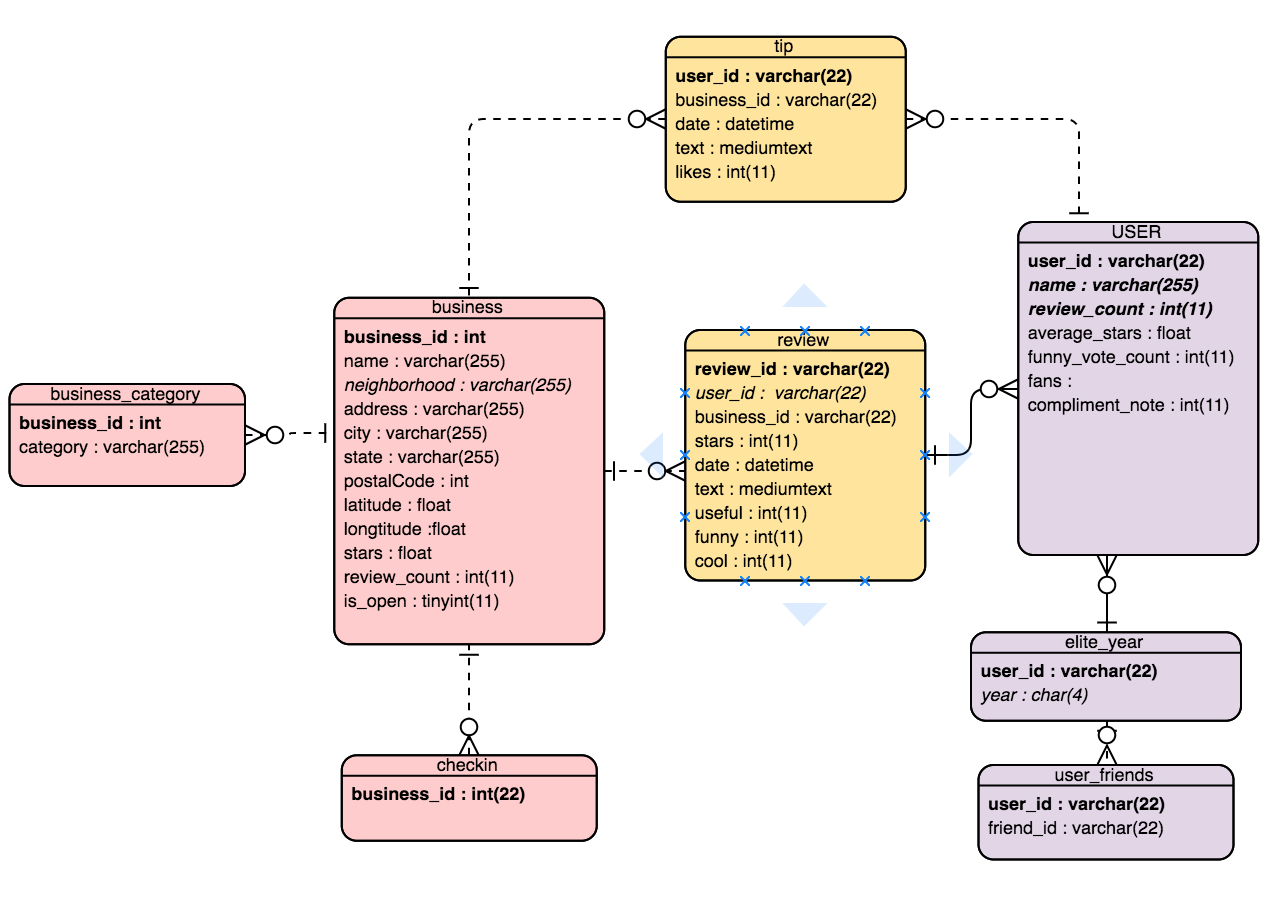 tip
user_id : varchar(22)
business_id : varchar(22)
date : datetime
text : mediumtext
likes : int(11)
USER
user_id : varchar(22)
name : varchar(255)
review_count : int(11)
average_stars : float
funny_vote_count : int(11)
fans :
compliment_note : int(11)
business
business_id : int
name : varchar(255)
neighborhood : varchar(255)
address : varchar(255)
city : varchar(255)
state : varchar(255)
postalCode : int
latitude : float
longtitude :float
stars : float
review_count : int(11)
is_open : tinyint(11)
review
review_id : varchar(22)
user_id :  varchar(22)
business_id : varchar(22)
stars : int(11)
date : datetime
text : mediumtext
useful : int(11)
funny : int(11)
cool : int(11)
business_category
business_id : int
category : varchar(255)
elite_year
user_id : varchar(22)
year : char(4)
checkin
business_id : int(22)
user_friends
user_id : varchar(22)
friend_id : varchar(22)